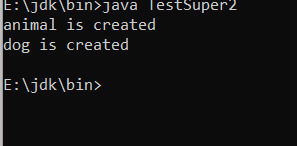 E:\jdk\bin>java TestSuper2
animal is created
dog is created
E:\jdk\bin>